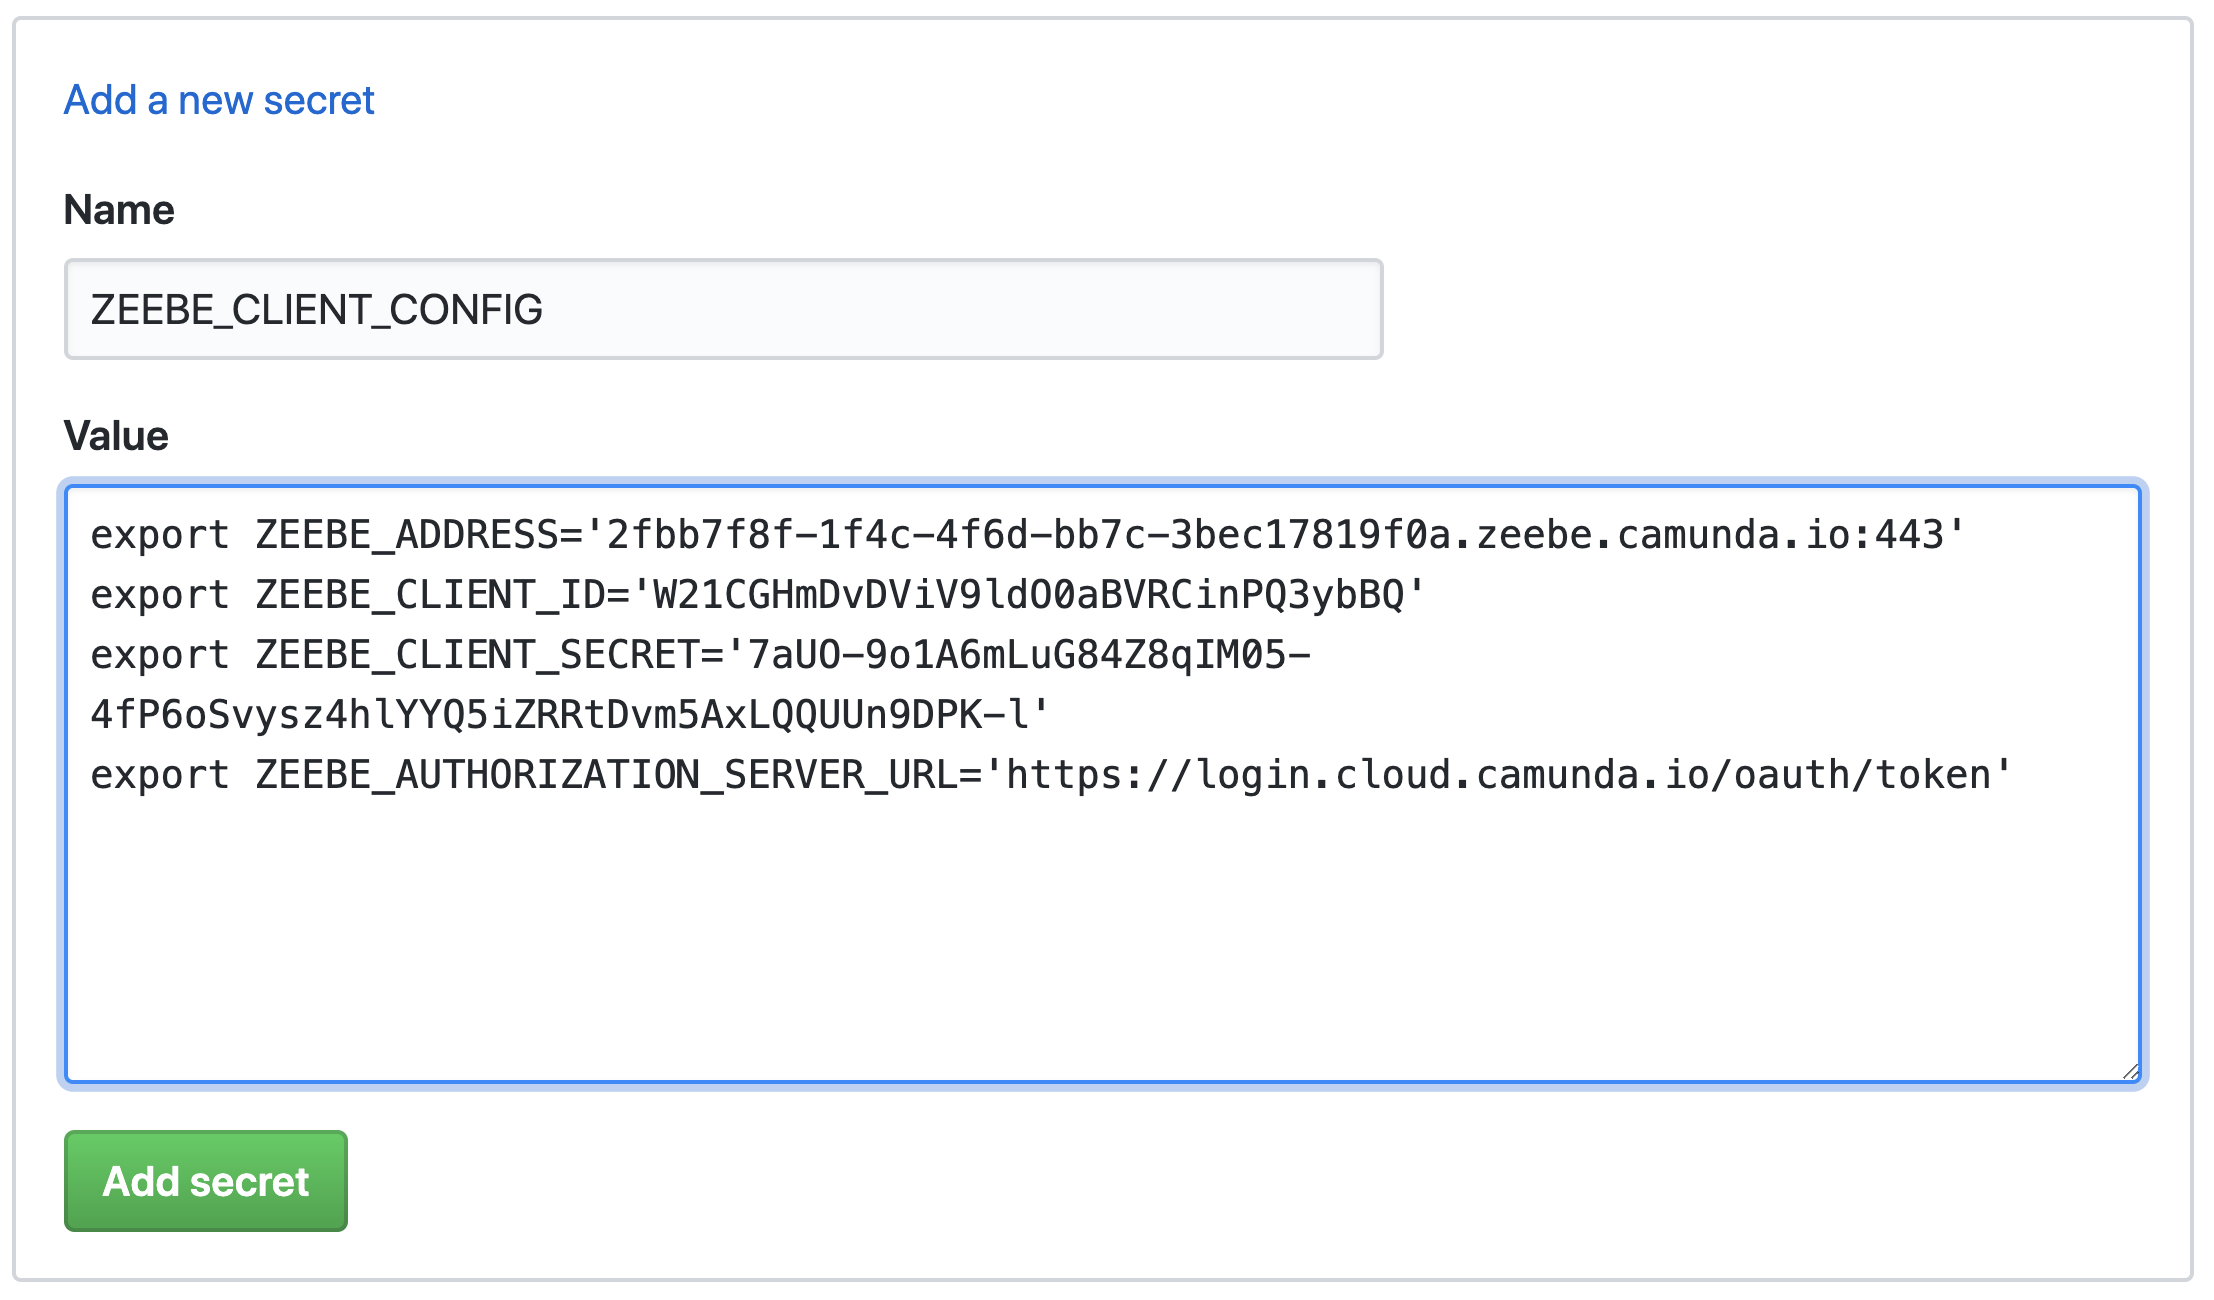 Add a new secret
Name
ZEEBE_CLIENT_CONFIG
Value
export ZEEBE_ADDRESS='2fbb7f8f-1f4c-4f6d-bb7c-3bec17819f0a.zeebe.camunda.io:443'
export ZEEBE_CLIENT_ID='W21CGHmDvDViV9ldO0aBVRCinPQ3ybBQ'
export ZEEBE_CLIENT_SECRET='7aUO-9o1A6mLuG84Z8qIM05-
4fP6oSvysz4hlYYQ5iZRRtDvm5AxLQQUUn9DPK-l'
export ZEEBE_AUTHORIZATION_SERVER_URL='https://login.cloud.camunda.io/oauth/token'
Add secret